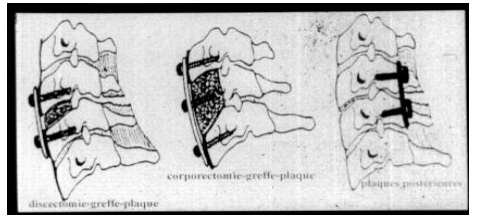 discectomie-greffe-plaque
corporectomie-greffe-plaque
plaques postérieures